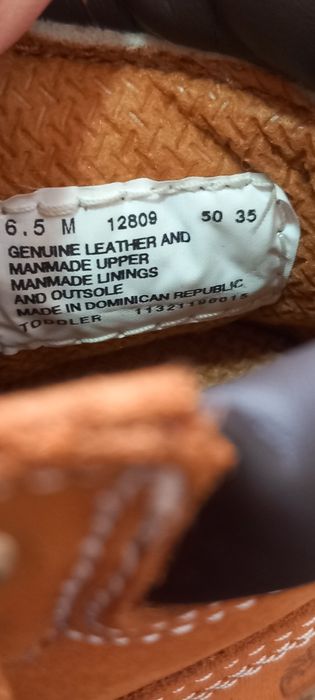 6.5 M 12809 50 35
GENUINE LEATHER AND
MANMADE UPPER
MANMADE LININGS
AND OUTSOLE
MADE IN DOMINICAN REPUBLIC
TODDLER 11321190015